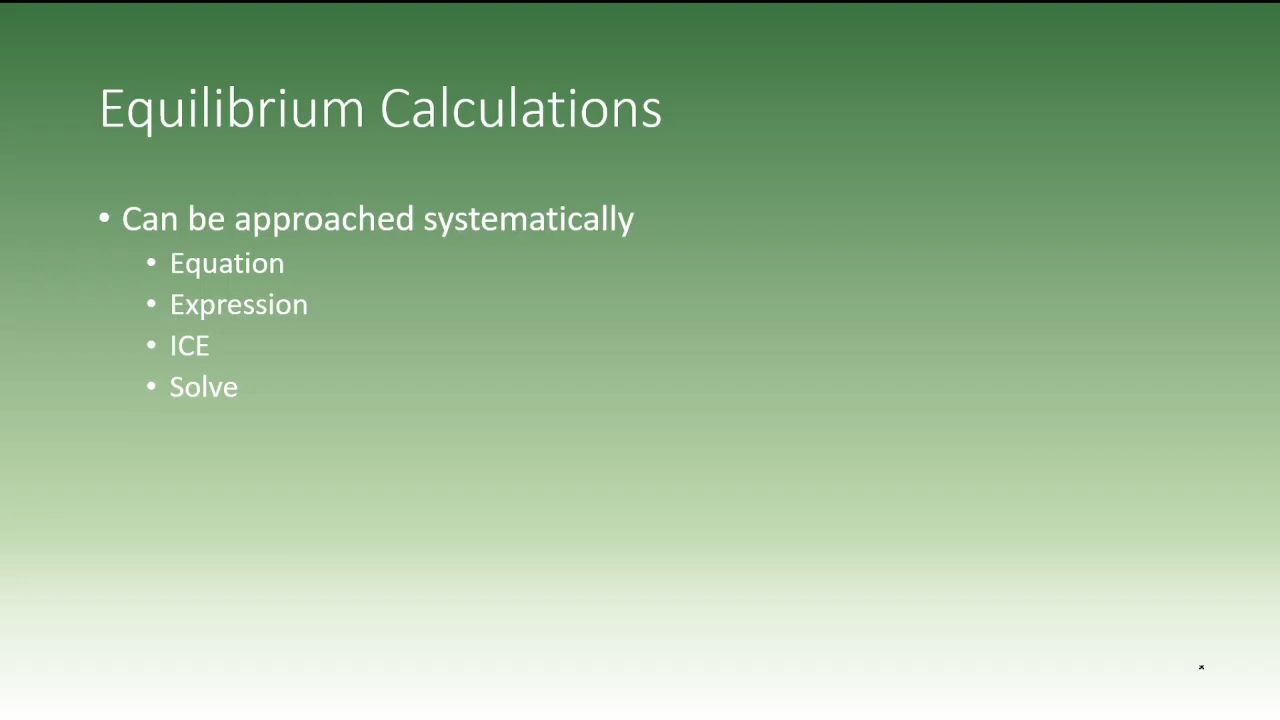 Equilibrium Calculations
• Can be approached systematically
• Equation
• Expression
• ICE
• Solve